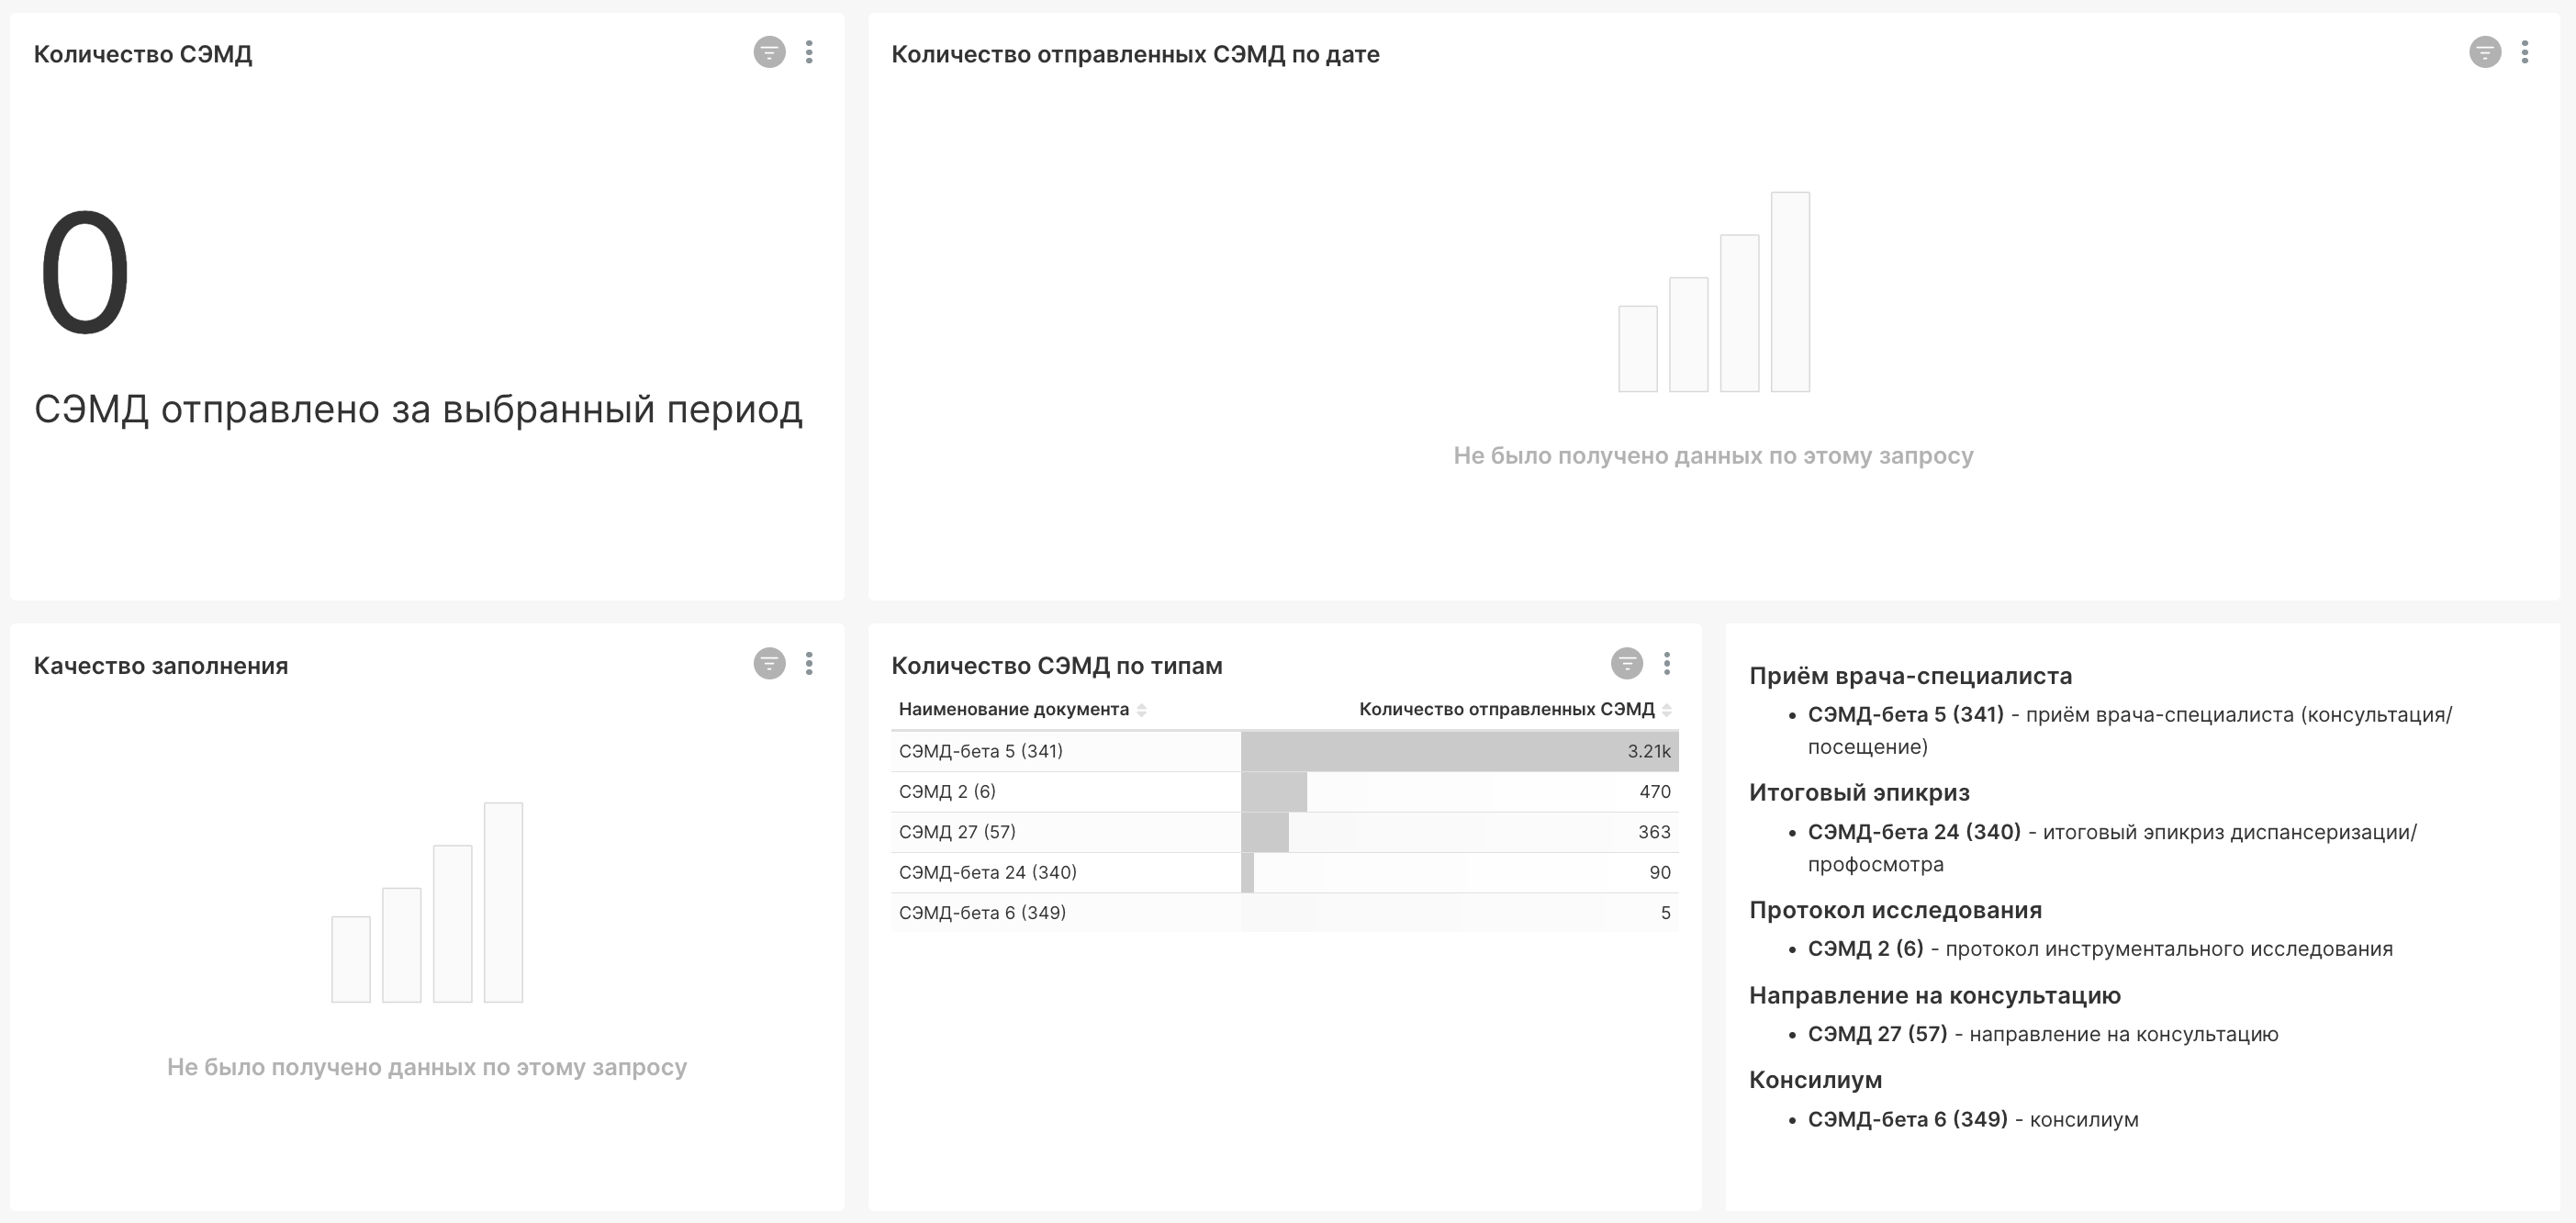 Количество СЭМД
0
СЭМД отправлено за выбранный период
Количество отправленных СЭМД по дате
Не было получено данных по этому запросу
Качество заполнения
Не было получено данных по этому запросу
Количество СЭМД по типам
Наименование документа Количество отправленных СЭМД
СЭМД-бета 5 (341) 3.21k
СЭМД 2 (6) 470
СЭМД 27 (57) 363
СЭМД-бета 24 (340) 90
СЭМД-бета 6 (349) 5
Приём врача-специалиста
• СЭМД-бета 5 (341) - приём врача-специалиста (консультация/
посещение)
Итоговый эпикриз
• СЭМД-бета 24 (340) - итоговый эпикриз диспансеризации/
профосмотра
Протокол исследования
• СЭМД 2 (6) - протокол инструментального исследования
Направление на консультацию
• СЭМД 27 (57) - направление на консультацию
Консилиум
• СЭМД-бета 6 (349) - консилиум